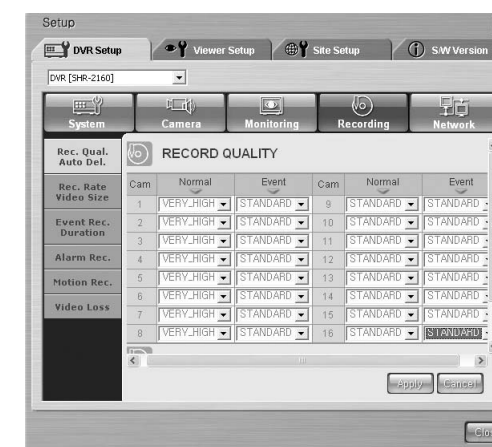 Setup
DVR Setup Viewer Setup Site Setup S/W Version
DVR [SHR-2160]
System Camera Monitoring Recording Network
Rec. Qual.
Auto Del.
Rec. Rate
Video Size
Event Rec.
Duration
Alarm Rec.
Motion Rec.
Video Loss
RECORD QUALITY
Cam Normal Event Cam Normal Event
1 VERY_HIGH STANDARD 9 STANDARD STANDARD
2 VERY_HIGH STANDARD 10 STANDARD STANDARD
3 VERY_HIGH STANDARD 11 STANDARD STANDARD
4 VERY_HIGH STANDARD 12 STANDARD STANDARD
5 VERY_HIGH STANDARD 13 STANDARD STANDARD
6 VERY_HIGH STANDARD 14 STANDARD STANDARD
7 VERY_HIGH STANDARD 15 STANDARD STANDARD
8 VERY_HIGH STANDARD 16 STANDARD STANDARD
Apply Cancel
Clo